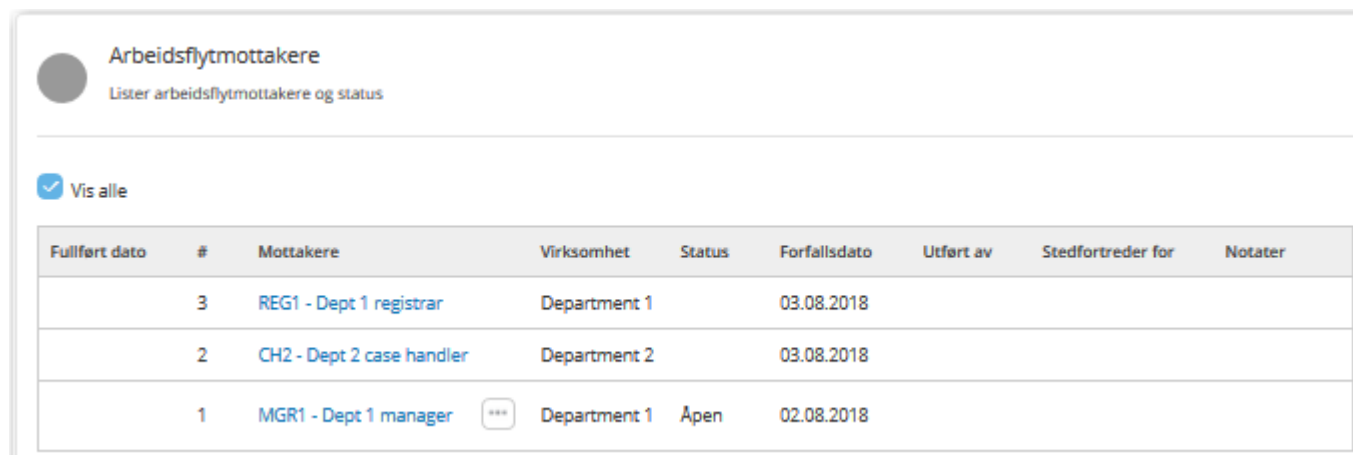 Arbeidsflytmottakere
Lister arbeidsflytmottakere og status
Vis alle
Fullført dato # Mottakere Virksomhet Status Forfallsdato Utført av Stedfortreder for Notater
3 REG1 - Dept 1 registrar Department 1 03.08.2018
2 CH2 - Dept 2 case handler Department 2 03.08.2018
1 MGR1 - Dept 1 manager Department 1 Åpen 02.08.2018